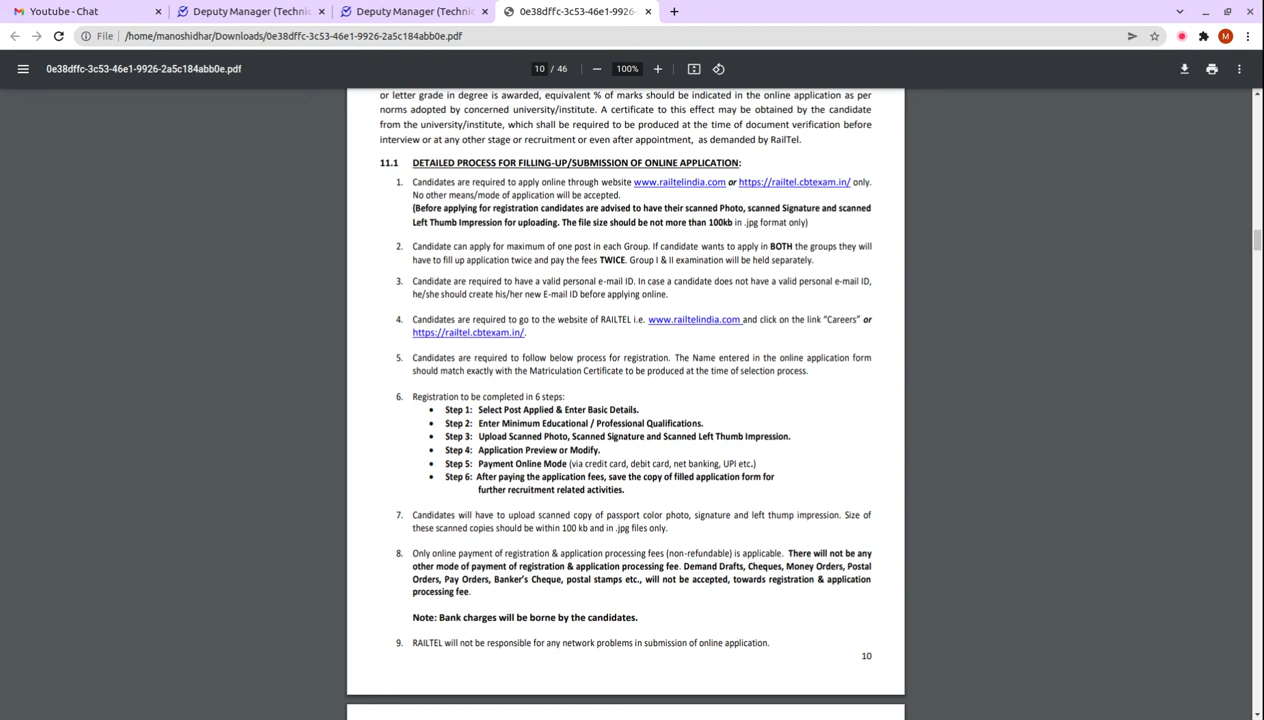 Youtube - Chat
Deputy Manager (Technic
Deputy Manager (Technic
0e38dffc-3c53-46e1-9926-
File
/home/manoshidhar/Downloads/0e38dffc-3c53-46e1-9926-2a5c184abb0e.pdf
M
0e38dffc-3c53-46e1-9926-2a5c184abb0e.pdf
10 / 46
100%
or letter grade in degree is awarded, equivalent % of marks should be indicated in the online application as per
norms adopted by concerned university/institute. A certificate to this effect may be obtained by the candidate
from the university/institute, which shall be required to be produced at the time of document verification before
interview or at any other stage or recruitment or even after appointment, as demanded by RailTel.
11.1 DETAILED PROCESS FOR FILLING-UP/SUBMISSION OF ONLINE APPLICATION:
1. Candidates are required to apply online through website www.railtelindia.com or https://railtel.cbtexam.in/ only.
No other means/mode of application will be accepted.
(Before applying for registration candidates are advised to have their scanned Photo, scanned Signature and scanned
Left Thumb Impression for uploading. The file size should be not more than 100kb in .jpg format only)
2. Candidate can apply for maximum of one post in each Group. If candidate wants to apply in BOTH the groups they will
have to fill up application twice and pay the fees TWICE. Group I & II examination will be held separately.
3. Candidate are required to have a valid personal e-mail ID. In case a candidate does not have a valid personal e-mail ID,
he/she should create his/her new E-mail ID before applying online.
4. Candidates are required to go to the website of RAILTEL i.e. www.railtelindia.com and click on the link “Careers” or
https://railtel.cbtexam.in/.
5. Candidates are required to follow below process for registration. The Name entered in the online application form
should match exactly with the Matriculation Certificate to be produced at the time of selection process.
6. Registration to be completed in 6 steps:
• Step 1: Select Post Applied & Enter Basic Details.
• Step 2: Enter Minimum Educational / Professional Qualifications.
• Step 3: Upload Scanned Photo, Scanned Signature and Scanned Left Thumb Impression.
• Step 4: Application Preview or Modify.
• Step 5: Payment Online Mode (via credit card, debit card, net banking, UPI etc.)
• Step 6: After paying the application fees, save the copy of filled application form for
further recruitment related activities.
7. Candidates will have to upload scanned copy of passport color photo, signature and left thump impression. Size of
these scanned copies should be within 100 kb and in .jpg files only.
8. Only online payment of registration & application processing fees (non-refundable) is applicable. There will not be any
other mode of payment of registration & application processing fee. Demand Drafts, Cheques, Money Orders, Postal
Orders, Pay Orders, Banker’s Cheque, postal stamps etc., will not be accepted, towards registration & application
processing fee.
Note: Bank charges will be borne by the candidates.
9. RAILTEL will not be responsible for any network problems in submission of online application.
10